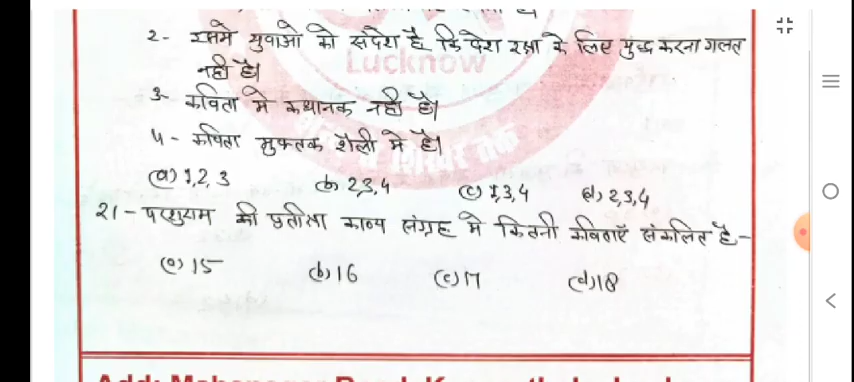 2- इसमे युवाओ को संदेश है कि देश रक्षा के लिए युद्ध करना गलत
नही है।
Lucknow
3- कविता मे कथानक नही है।
4- कविता मुक्तक शैली मे है।
(a) 1,2,3 (b) 2,3,4 (c) 1,3,4 (d) 2,3,4
21- परशुराम की प्रतीक्षा काव्य संग्रह मे कितनी कविताएँ संकलित है-
(a) 15 (b) 16 (c) 17 (d) 18